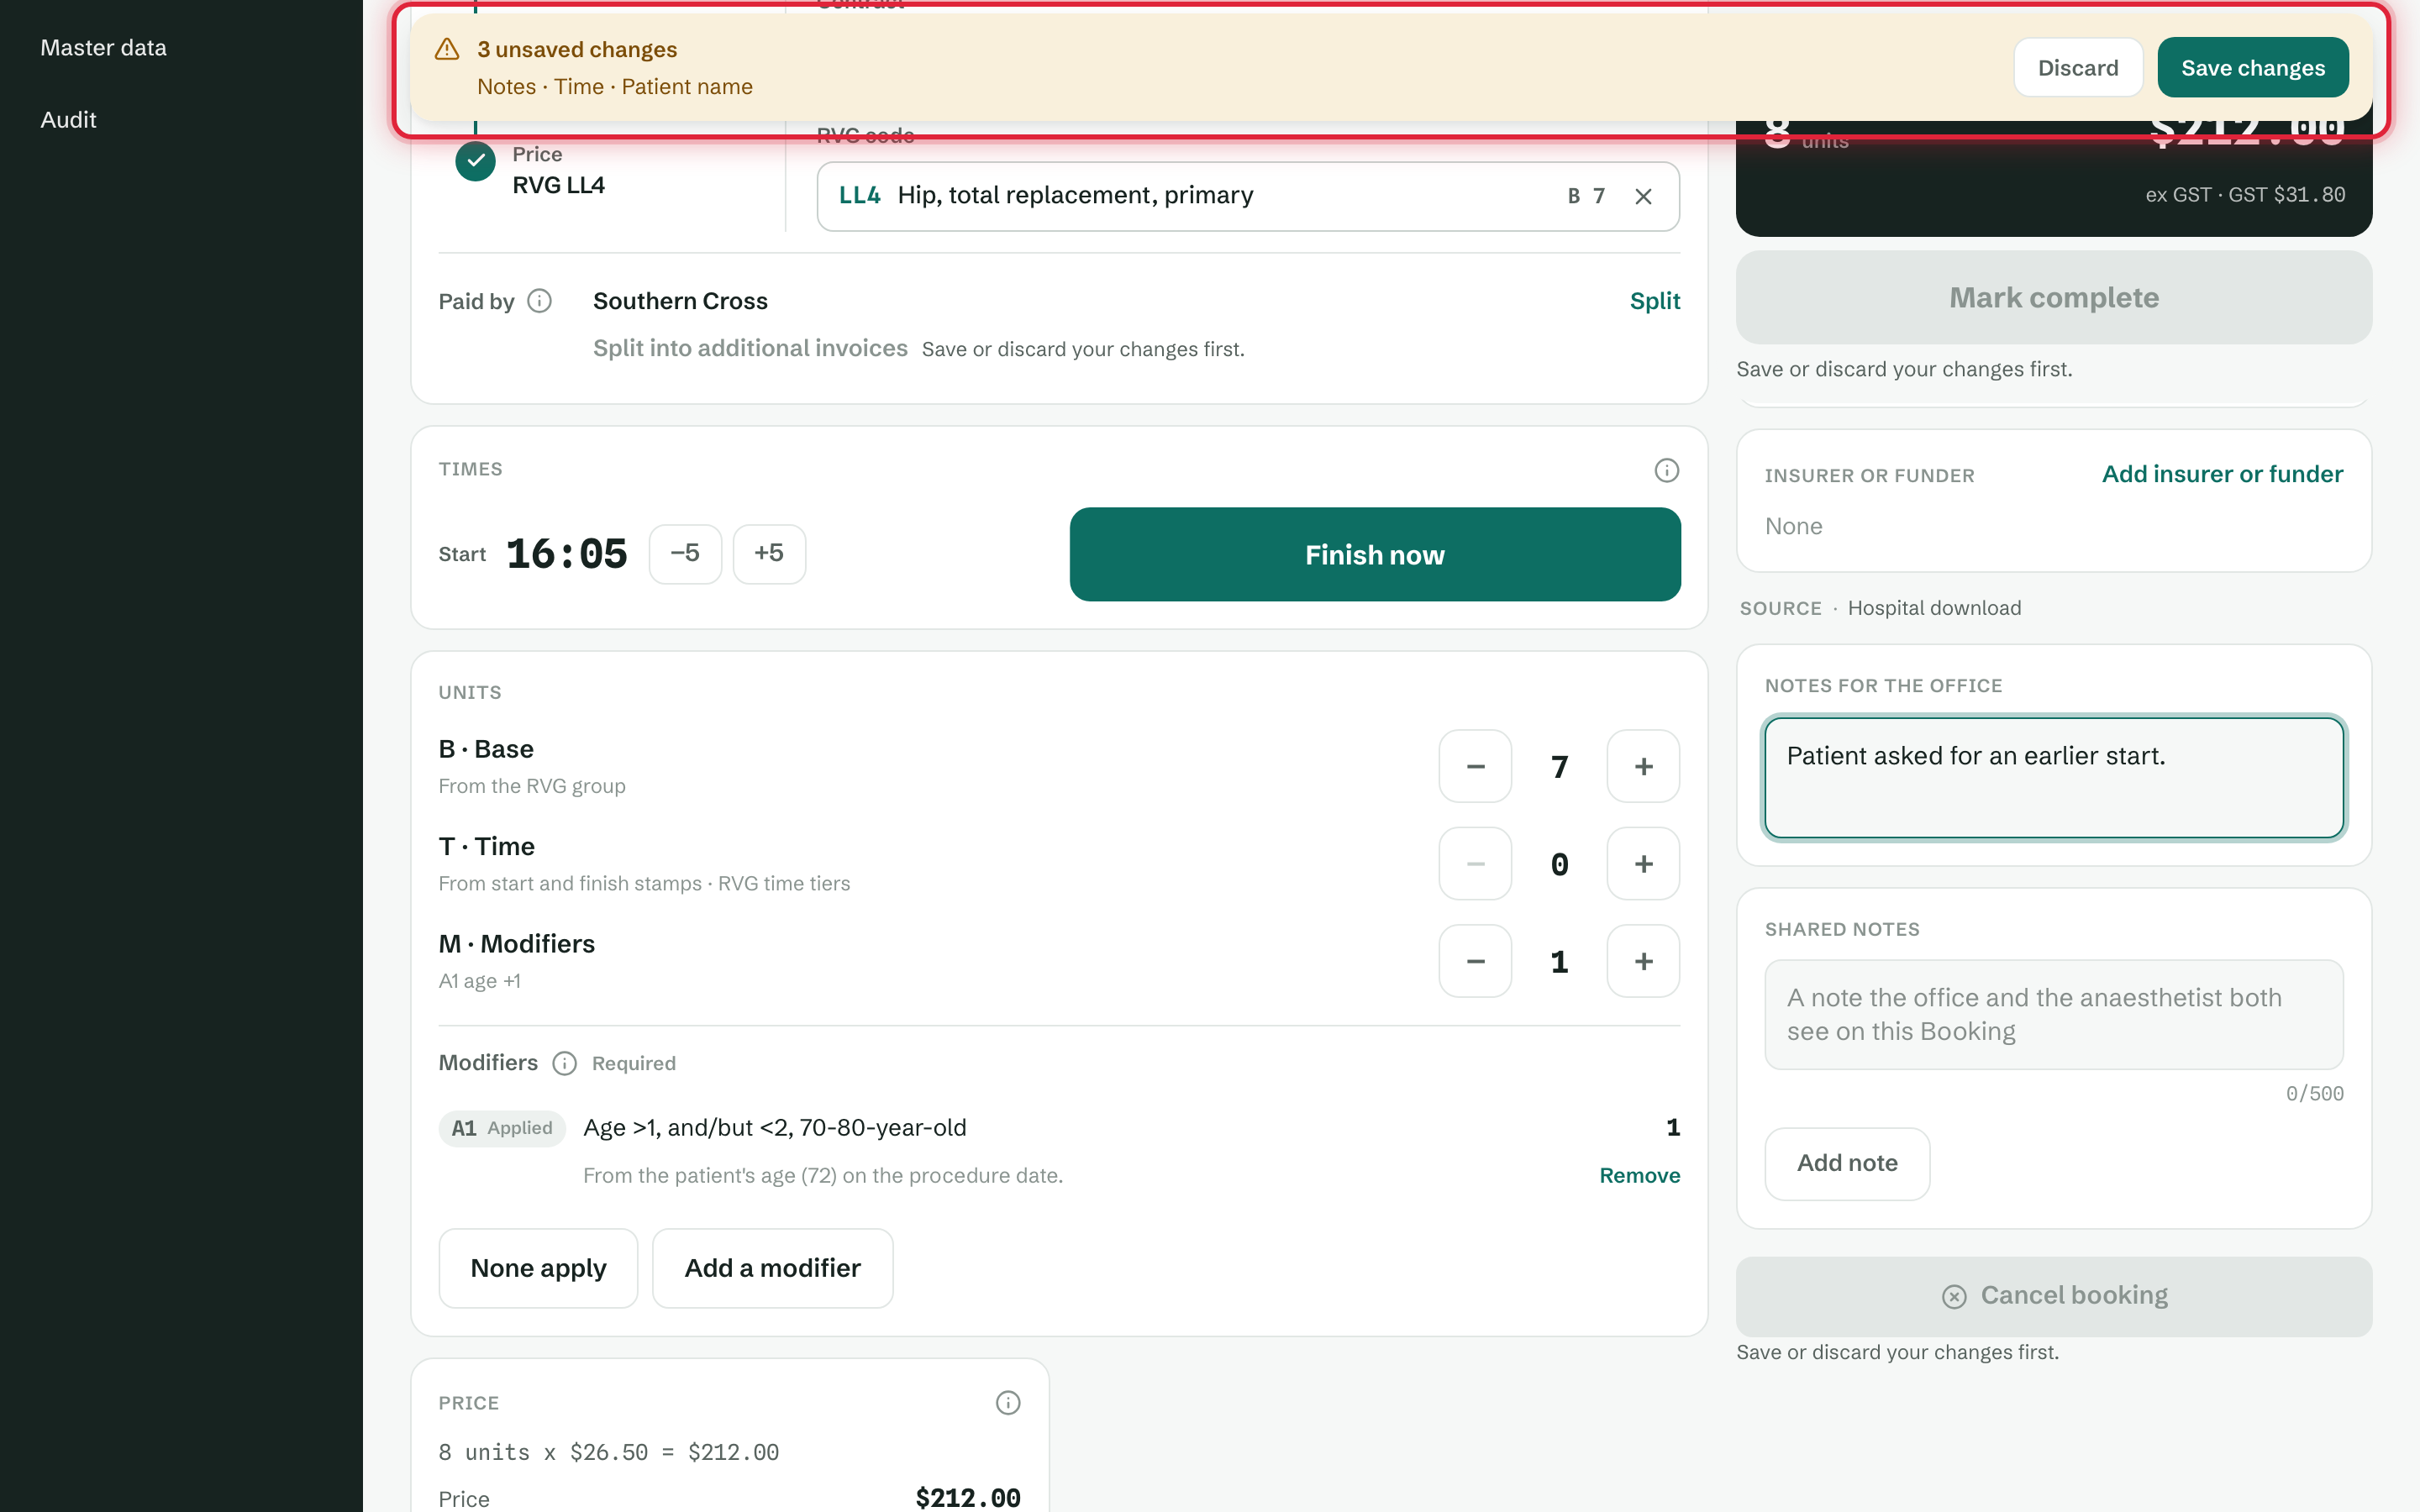 Master data
Audit
3 unsaved changes
Notes · Time · Patient name
Discard
Save changes
Price
RVG LL4
RVG code
LL4 Hip, total replacement, primary B 7
Paid by
Southern Cross
Split
Split into additional invoices Save or discard your changes first.
TIMES
Start 16:05 −5 +5
Finish now
UNITS
B · Base
From the RVG group
− 7 +
T · Time
From start and finish stamps · RVG time tiers
− 0 +
M · Modifiers
A1 age +1
− 1 +
Modifiers Required
A1 Applied Age >1, and/but <2, 70-80-year-old 1
From the patient's age (72) on the procedure date. Remove
None apply
Add a modifier
PRICE
8 units x $26.50 = $212.00
Price $212.00
8 units $212.00
ex GST · GST $31.80
Mark complete
Save or discard your changes first.
INSURER OR FUNDER Add insurer or funder
None
SOURCE · Hospital download
NOTES FOR THE OFFICE
Patient asked for an earlier start.
SHARED NOTES
A note the office and the anaesthetist both
see on this Booking
0/500
Add note
Cancel booking
Save or discard your changes first.